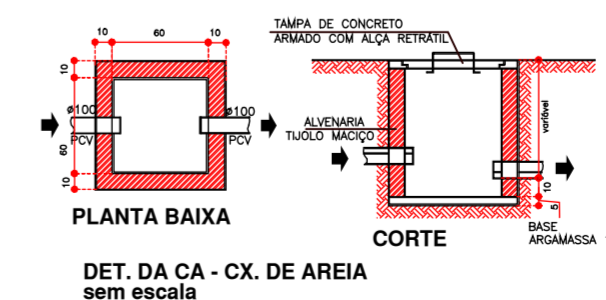 10 60 10
10
60
10
ø100
PCV
ø100
PCV
PLANTA BAIXA
TAMPA DE CONCRETO
ARMADO COM ALÇA RETRÁTIL
ALVENARIA
TIJOLO MACIÇO
variável
10
5
BASE
ARGAMASSA
CORTE
DET. DA CA - CX. DE AREIA
sem escala